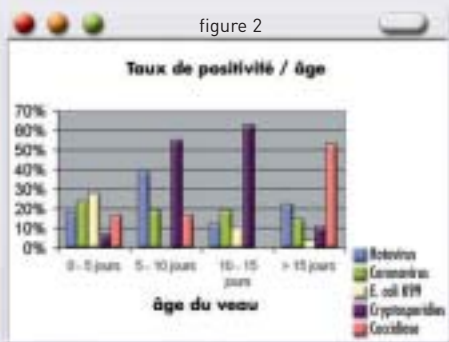 figure 2
Taux de positivité / âge
70%
60%
50%
40%
30%
20%
10%
0%
0 - 5 jours 5 - 10 jours 10 - 15 jours > 15 jours
âge du veau
Rotavirus
Coronavirus
E. coli K99
Cryptosporidies
Coccidiose